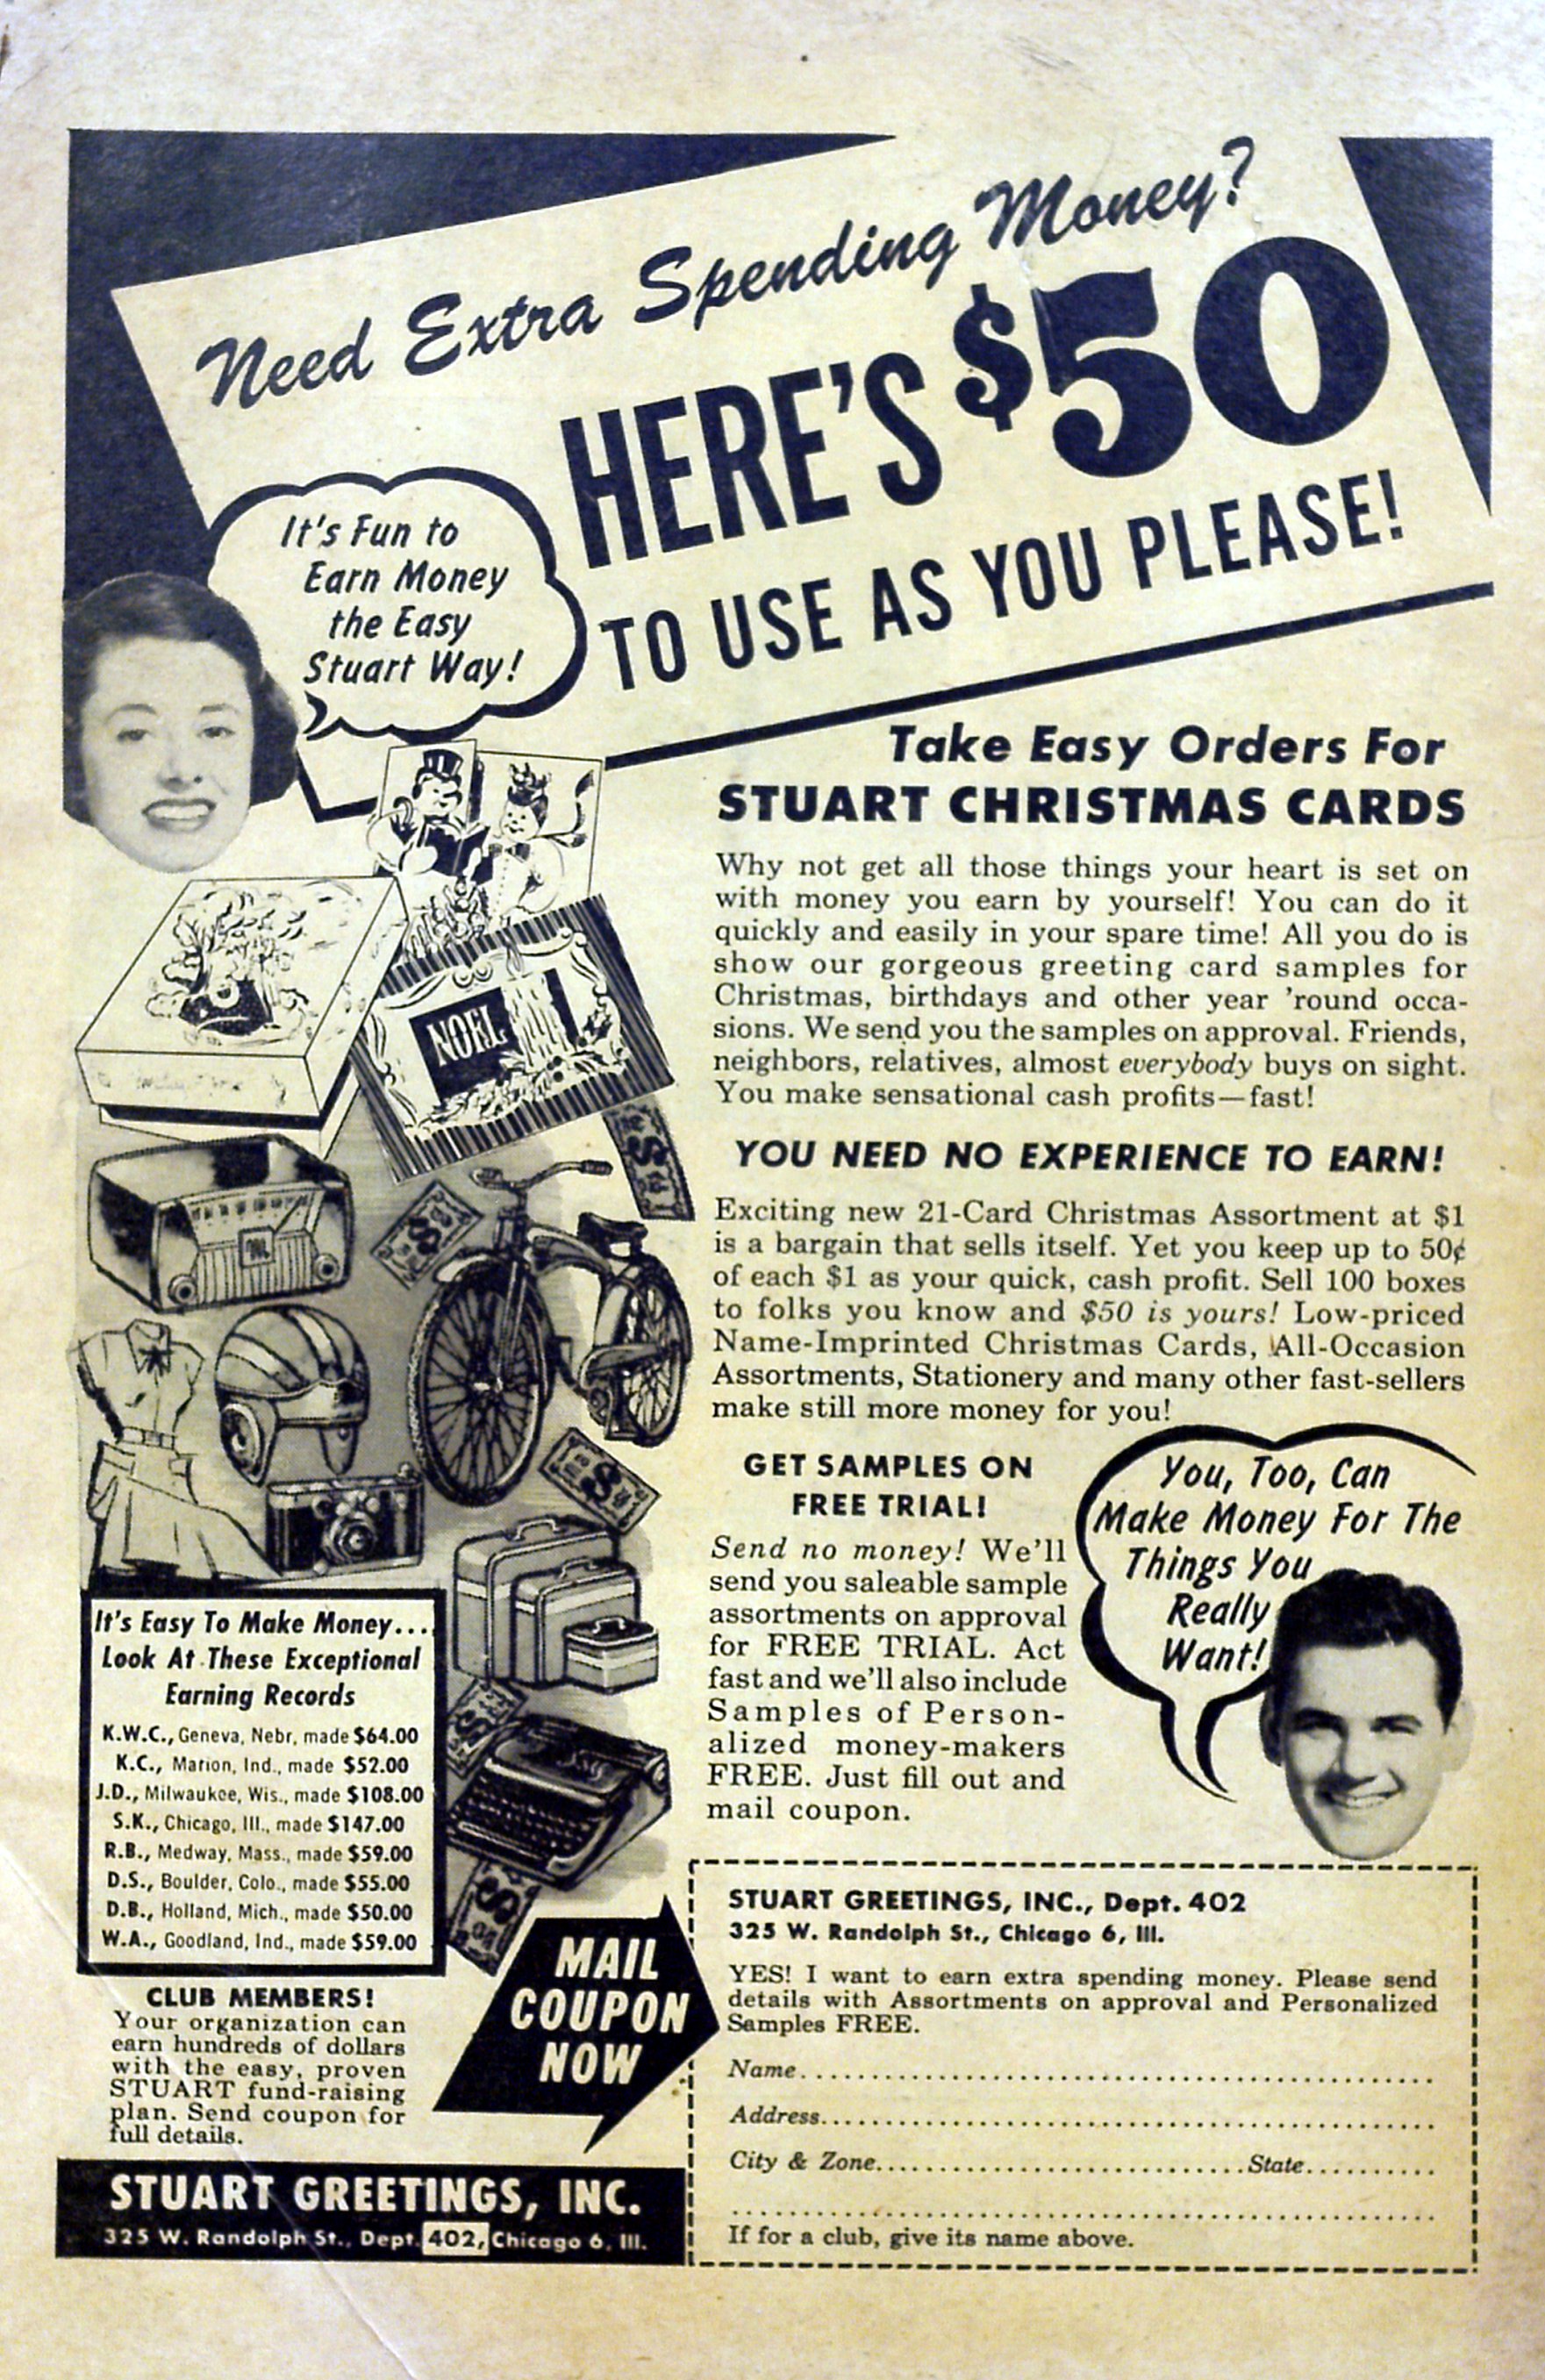 Need Extra Spending Money?
HERE'S $50
TO USE AS YOU PLEASE!
It's Fun to
Earn Money
the Easy
Stuart Way!
NOEL
Take Easy Orders For
STUART CHRISTMAS CARDS
Why not get all those things your heart is set on
with money you earn by yourself! You can do it
quickly and easily in your spare time! All you do is
show our gorgeous greeting card samples for
Christmas, birthdays and other year 'round occa-
sions. We send you the samples on approval. Friends,
neighbors, relatives, almost everybody buys on sight.
You make sensational cash profits—fast!
YOU NEED NO EXPERIENCE TO EARN!
Exciting new 21-Card Christmas Assortment at $1
is a bargain that sells itself. Yet you keep up to 50¢
of each $1 as your quick, cash profit. Sell 100 boxes
to folks you know and $50 is yours! Low-priced
Name-Imprinted Christmas Cards, All-Occasion
Assortments, Stationery and many other fast-sellers
make still more money for you!
GET SAMPLES ON
FREE TRIAL!
Send no money! We'll
send you saleable sample
assortments on approval
for FREE TRIAL. Act
fast and we'll also include
Samples of Person-
alized money-makers
FREE. Just fill out and
mail coupon.
You, Too, Can
Make Money For The
Things You
Really
Want!
It's Easy To Make Money...
Look At These Exceptional
Earning Records
K.W.C., Geneva, Nebr, made $64.00
K.C., Marion, Ind., made $52.00
J.D., Milwaukee, Wis., made $108.00
S.K., Chicago, Ill., made $147.00
R.B., Medway, Mass., made $59.00
D.S., Boulder, Colo., made $55.00
D.B., Holland, Mich., made $50.00
W.A., Goodland, Ind., made $59.00
CLUB MEMBERS!
Your organization can
earn hundreds of dollars
with the easy, proven
STUART fund-raising
plan. Send coupon for
full details.
MAIL
COUPON
NOW
STUART GREETINGS, INC.
325 W. Randolph St., Dept. 402, Chicago 6, Ill.
STUART GREETINGS, INC., Dept. 402
325 W. Randolph St., Chicago 6, Ill.
YES! I want to earn extra spending money. Please send
details with Assortments on approval and Personalized
Samples FREE.
Name
Address
City & Zone State
If for a club, give its name above.